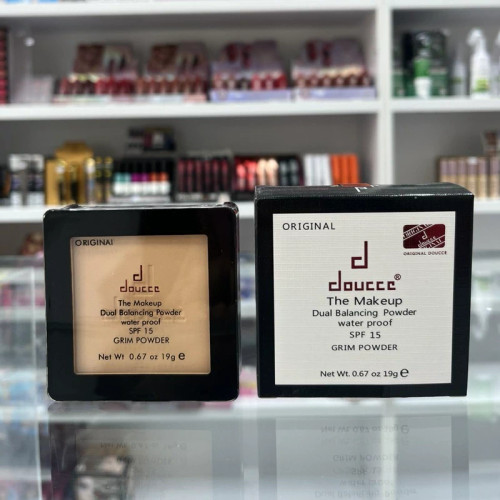 ORIGINAL
d
doucce
The Makeup
Dual Balancing Powder
water proof
SPF 15
GRIM POWDER
Net Wt. 0.67 oz 19g e
ORIGINAL
d
doucce®
ORIGINAL DOUCCE
The Makeup
Dual Balancing Powder
water proof
SPF 15
GRIM POWDER
Net Wt. 0.67 oz 19g e